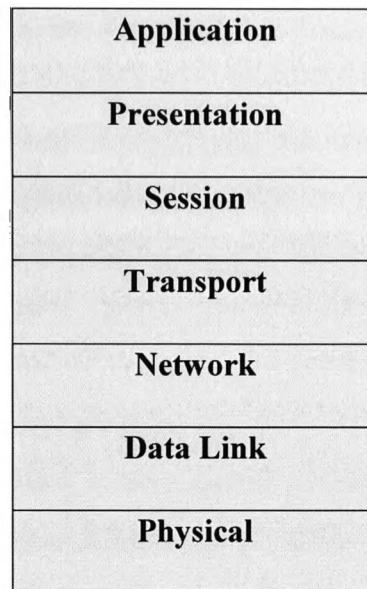 Application
Presentation
Session
Transport
Network
Data Link
Physical